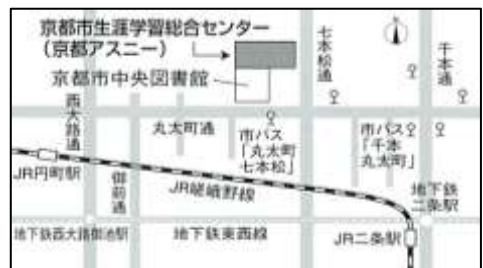 京都市生涯学習総合センター
(京都アスニー)
京都市中央図書館
七本松通
千本通
西大路通
丸太町通
市バス
「丸太町
七本松」
市バス
「千本
丸太町」
JR円町駅
御前通
JR嵯峨野線
地下鉄
二条駅
地下鉄西大路御池駅
地下鉄東西線
JR二条駅